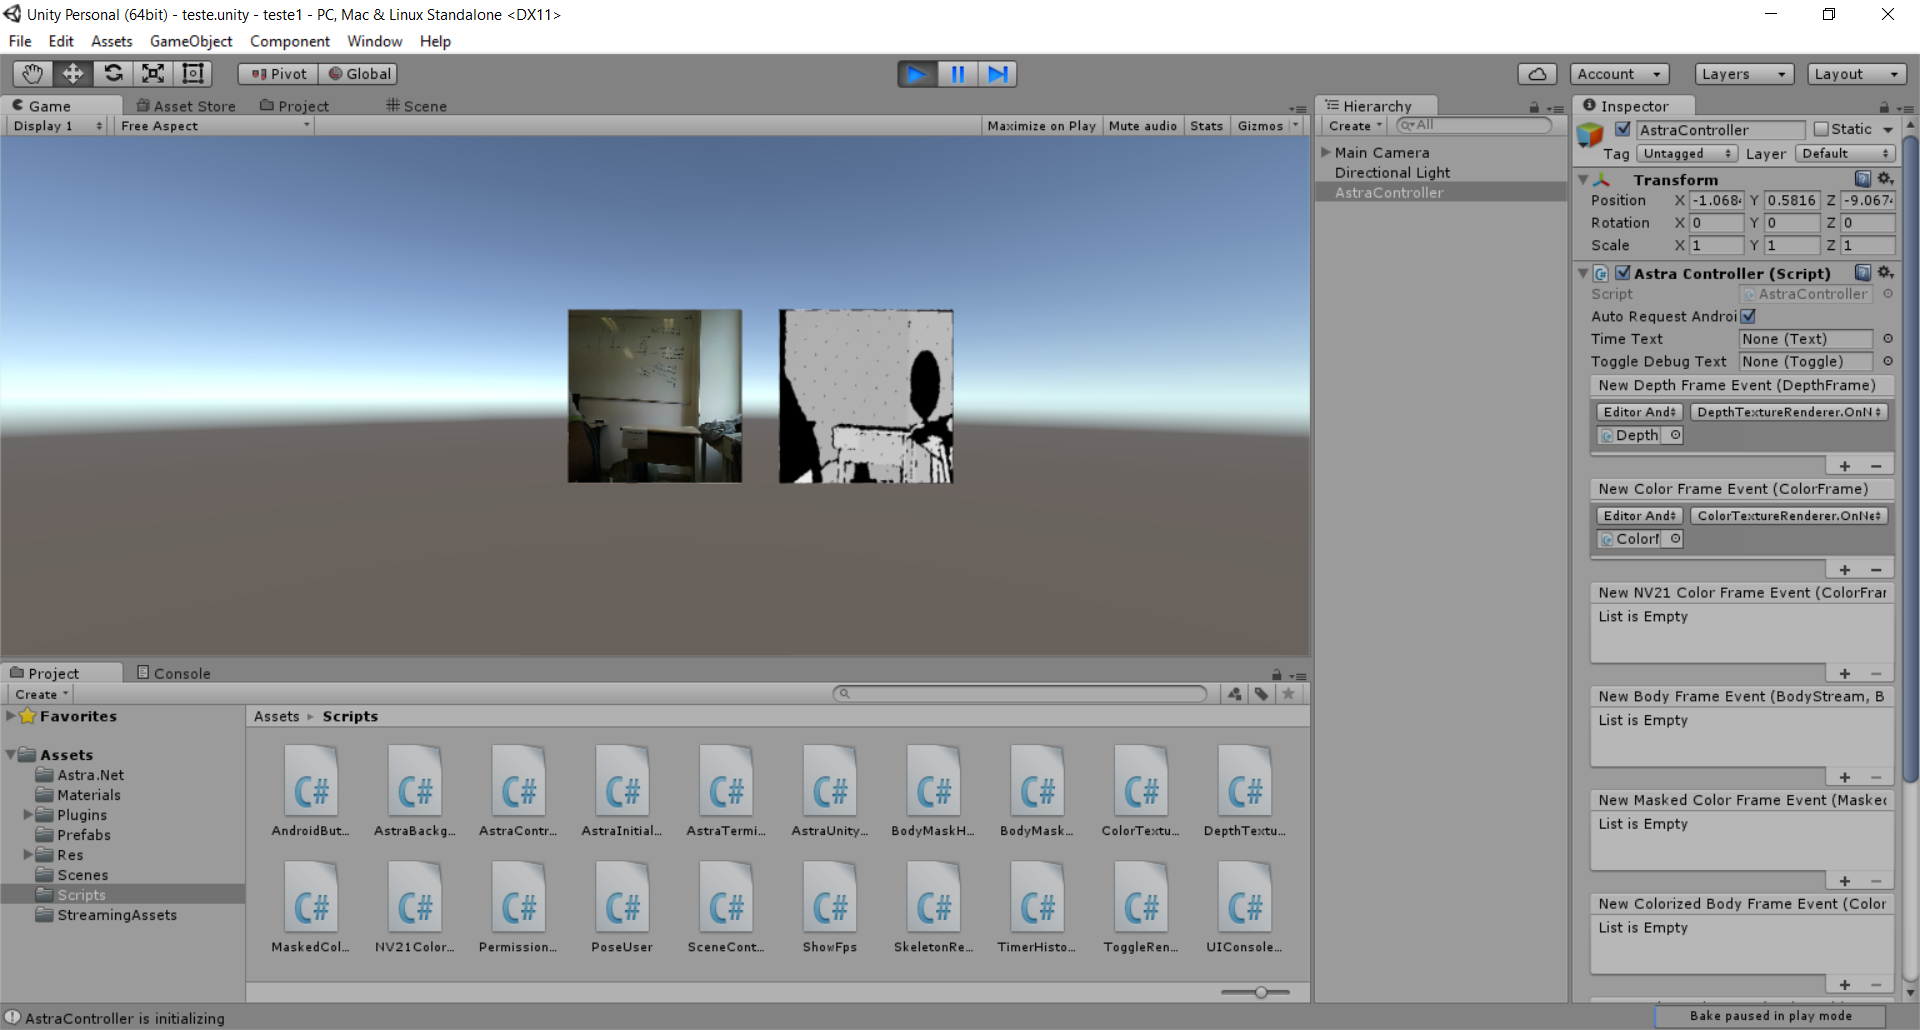 Unity Personal (64bit) - teste.unity - teste1 - PC, Mac & Linux Standalone <DX11>
File Edit Assets GameObject Component Window Help
Pivot Global Account Layers Layout
Game Asset Store Project Scene
Display 1 Free Aspect Maximize on Play Mute audio Stats Gizmos
Hierarchy
Create All
Main Camera
Directional Light
AstraController
Inspector
AstraController Static
Tag Untagged Layer Default
Transform
Position X -1.068 Y 0.5816 Z -9.067
Rotation X 0 Y 0 Z 0
Scale X 1 Y 1 Z 1
Astra Controller (Script)
Script AstraController
Auto Request Androi
Time Text None (Text)
Toggle Debug Text None (Toggle)
New Depth Frame Event (DepthFrame)
Editor And DepthTextureRenderer.OnN
Depth
+ −
New Color Frame Event (ColorFrame)
Editor And ColorTextureRenderer.OnNe
Color
+ −
New NV21 Color Frame Event (ColorFrar
List is Empty
+ −
New Body Frame Event (BodyStream, B
List is Empty
+ −
New Masked Color Frame Event (Maskec
List is Empty
+ −
New Colorized Body Frame Event (Color
List is Empty
+ −
Project Console
Create
Favorites
Assets
Astra.Net
Materials
Plugins
Prefabs
Res
Scenes
Scripts
StreamingAssets
Assets ▸ Scripts
C# C# C# C# C# C# C# C# C# C#
AndroidBut... AstraBackg... AstraContr... AstraInitial... AstraTermi... AstraUnity... BodyMaskH... BodyMask... ColorTextu... DepthTextu...
C# C# C# C# C# C# C# C# C# C#
MaskedCol... NV21Color... Permission... PoseUser SceneCont... ShowFps SkeletonRe... TimerHisto... ToggleRen... UIConsole...
AstraController is initializing
Bake paused in play mode